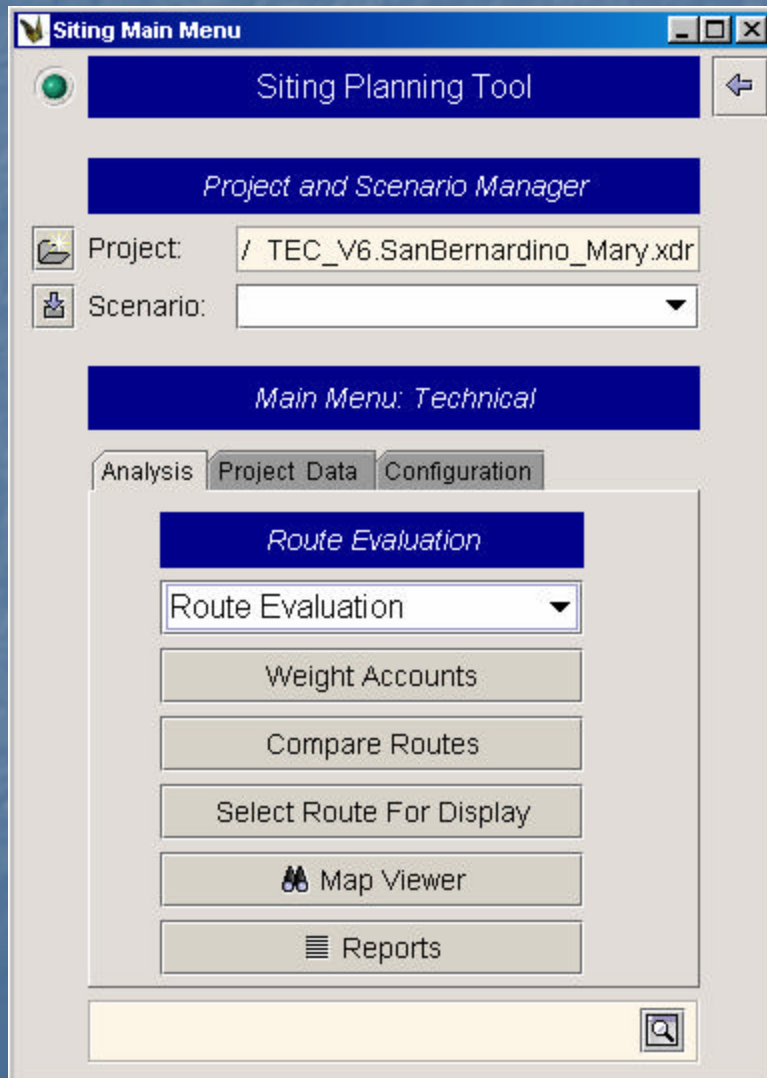 Siting Main Menu
Siting Planning Tool
Project and Scenario Manager
Project: / TEC_V6.SanBernardino_Mary.xdr
Scenario:
Main Menu: Technical
Analysis Project Data Configuration
Route Evaluation
Route Evaluation
Weight Accounts
Compare Routes
Select Route For Display
Map Viewer
Reports